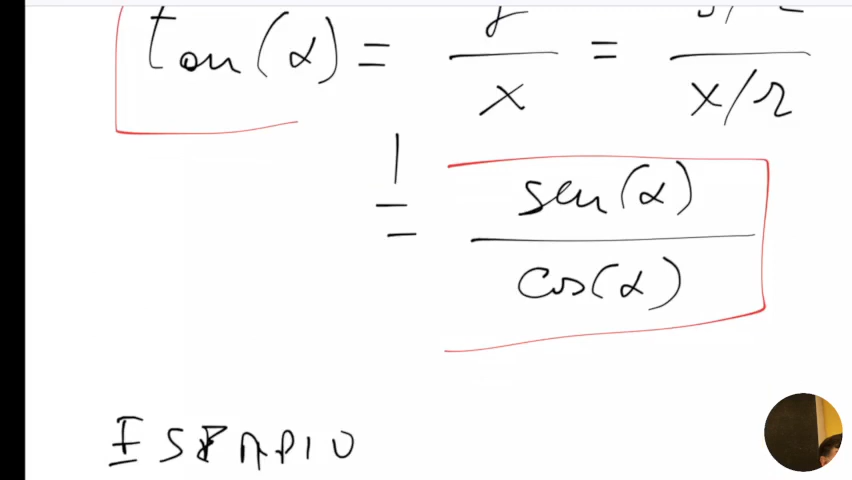 tan(α) = y/x = y/r / x/r
= sen(α) / cos(α)